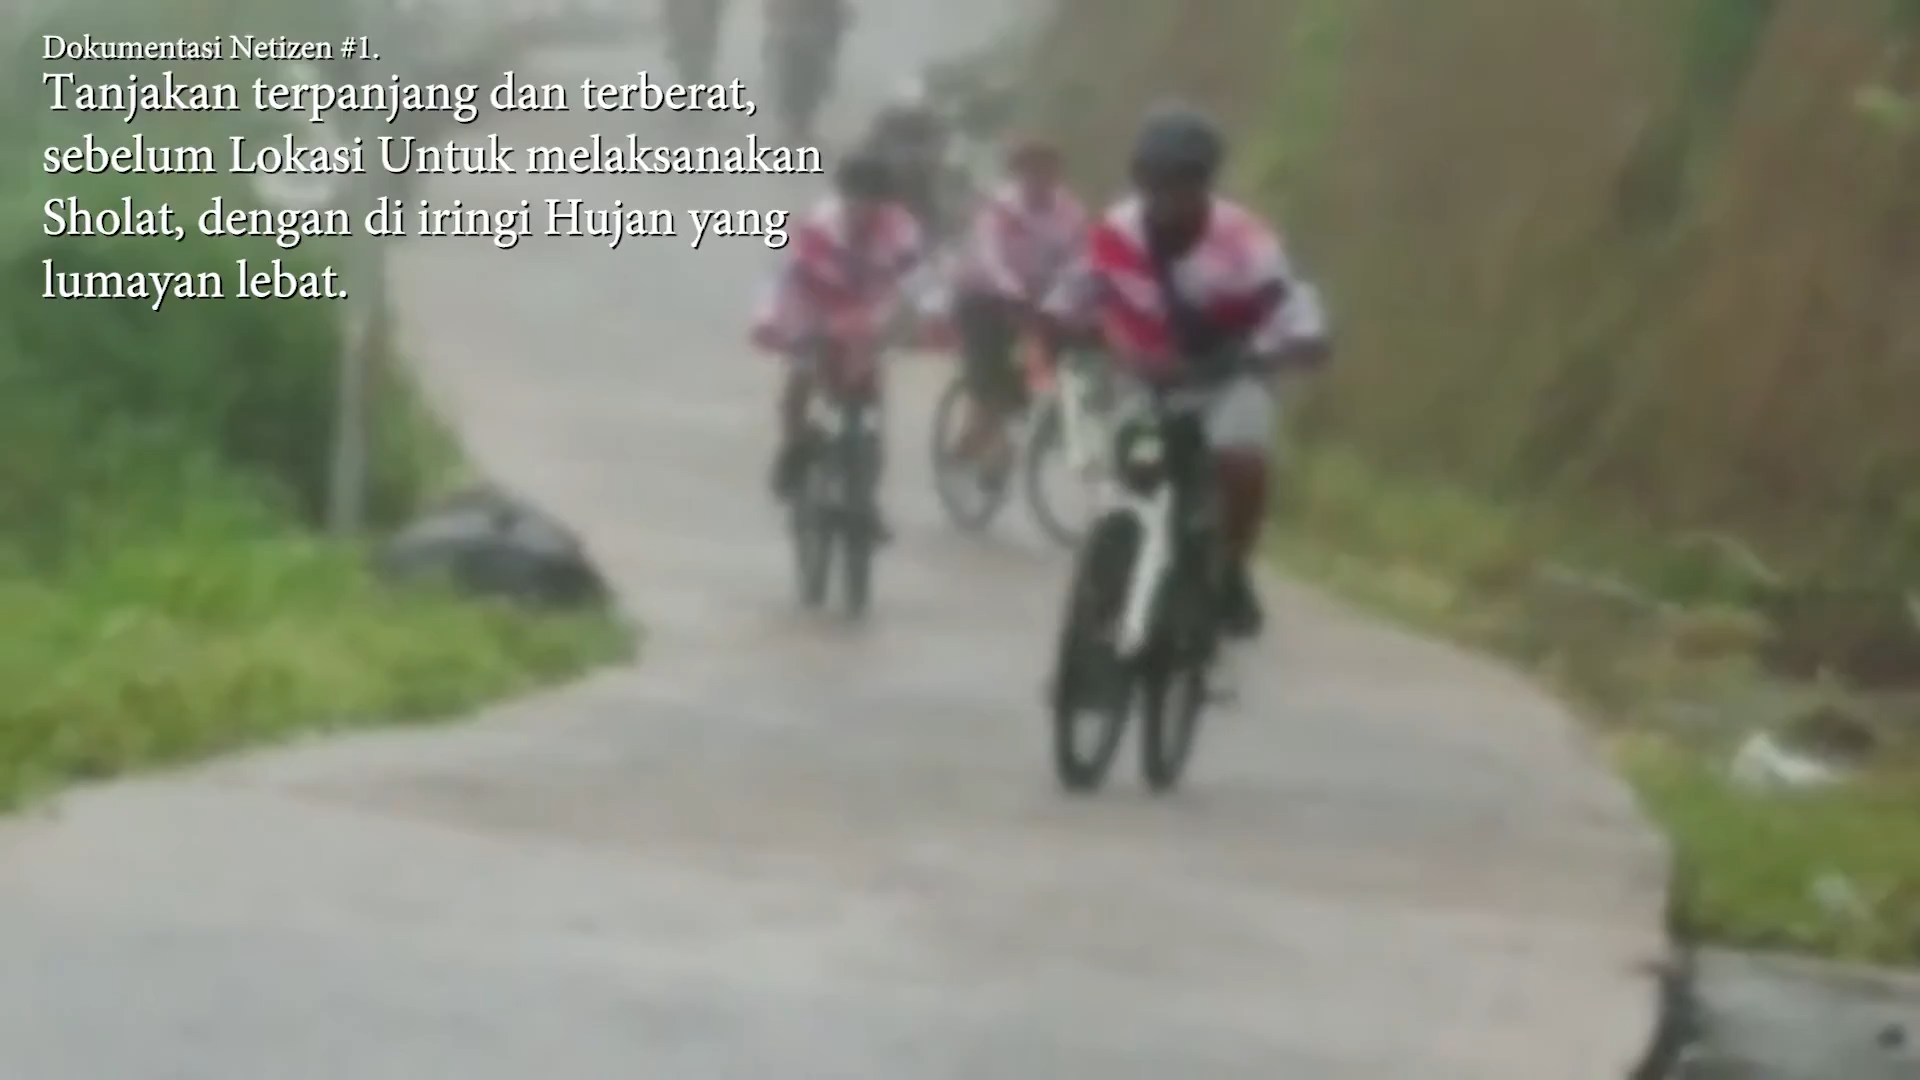 Dokumentasi Netizen #1.
Tanjakan terpanjang dan terberat,
sebelum Lokasi Untuk melaksanakan
Sholat, dengan di iringi Hujan yang
lumayan lebat.